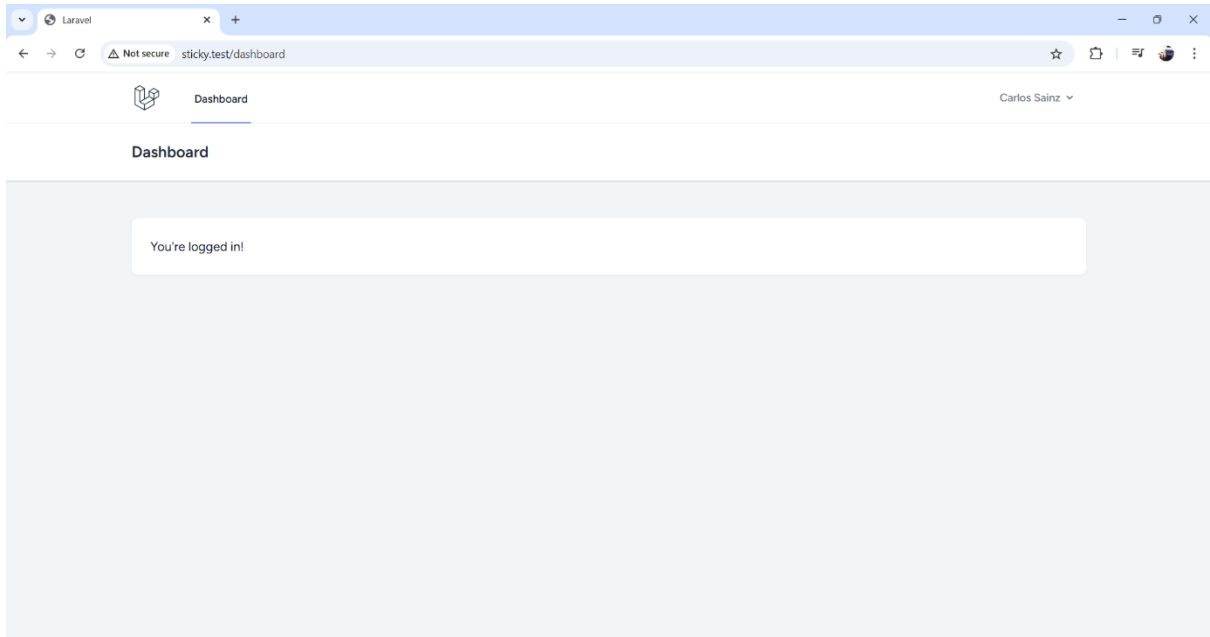 Laravel
Not secure sticky.test/dashboard
Dashboard Carlos Sainz
Dashboard
You're logged in!